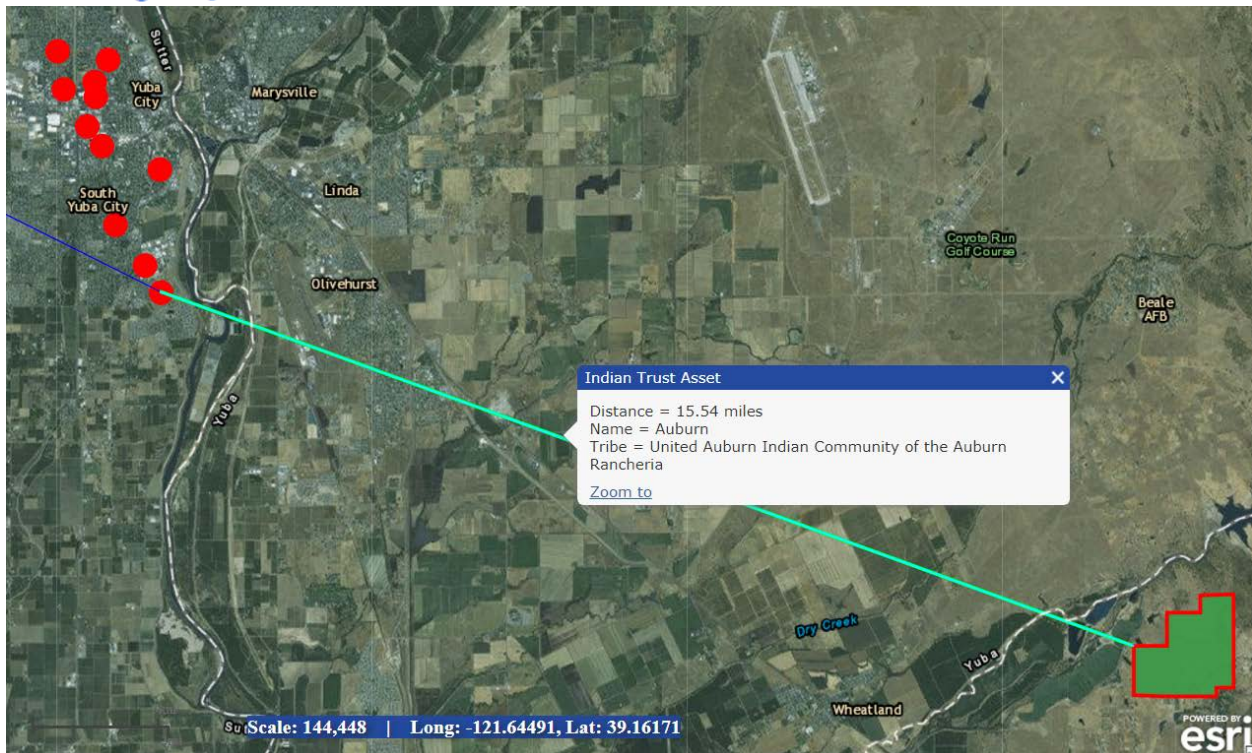 Sutter
Yuba
City
Marysville
Linda
South
Yuba City
Coyote Run
Golf Course
Olivehurst
Beale
AFB
Indian Trust Asset
Distance = 15.54 miles
Name = Auburn
Tribe = United Auburn Indian Community of the Auburn
Rancheria
Zoom to
Yuba
Dry Creek
Yuba
Wheatland
Su
Scale: 144,448 | Long: -121.64491, Lat: 39.16171
POWERED BY
esri